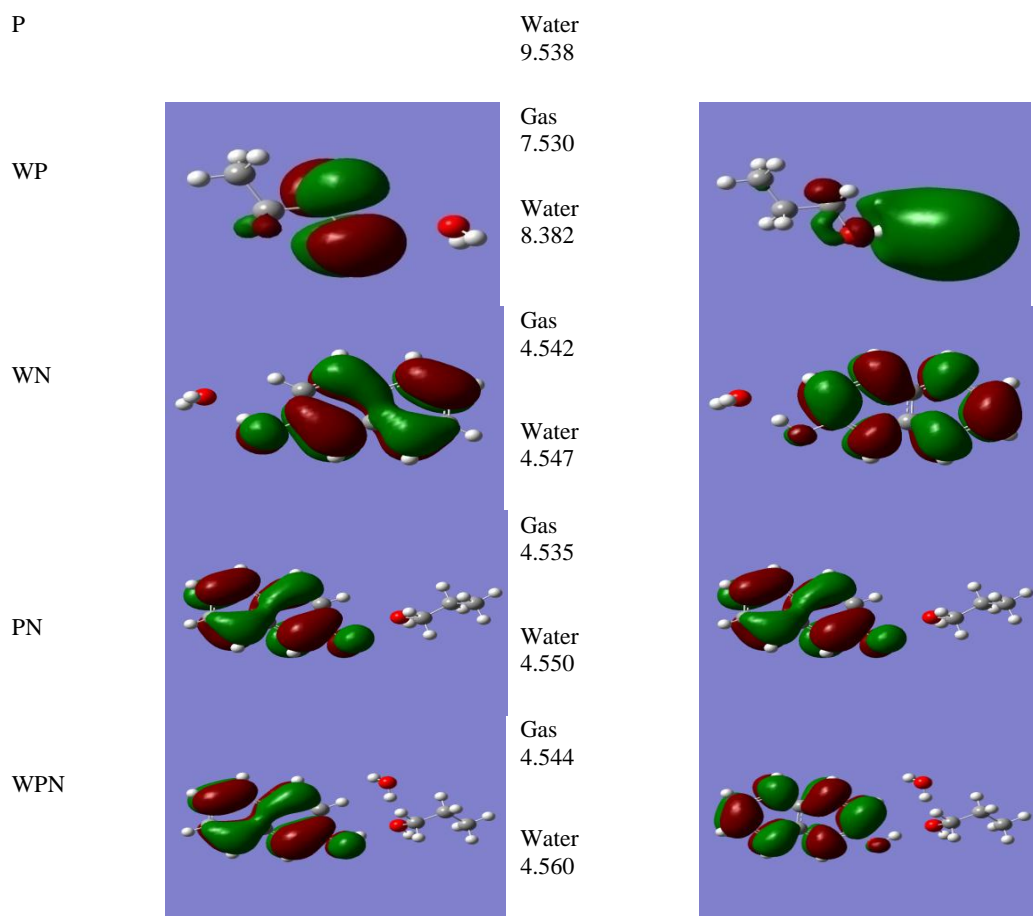 P
Water
9.538
WP
Gas
7.530
Water
8.382
WN
Gas
4.542
Water
4.547
PN
Gas
4.535
Water
4.550
WPN
Gas
4.544
Water
4.560